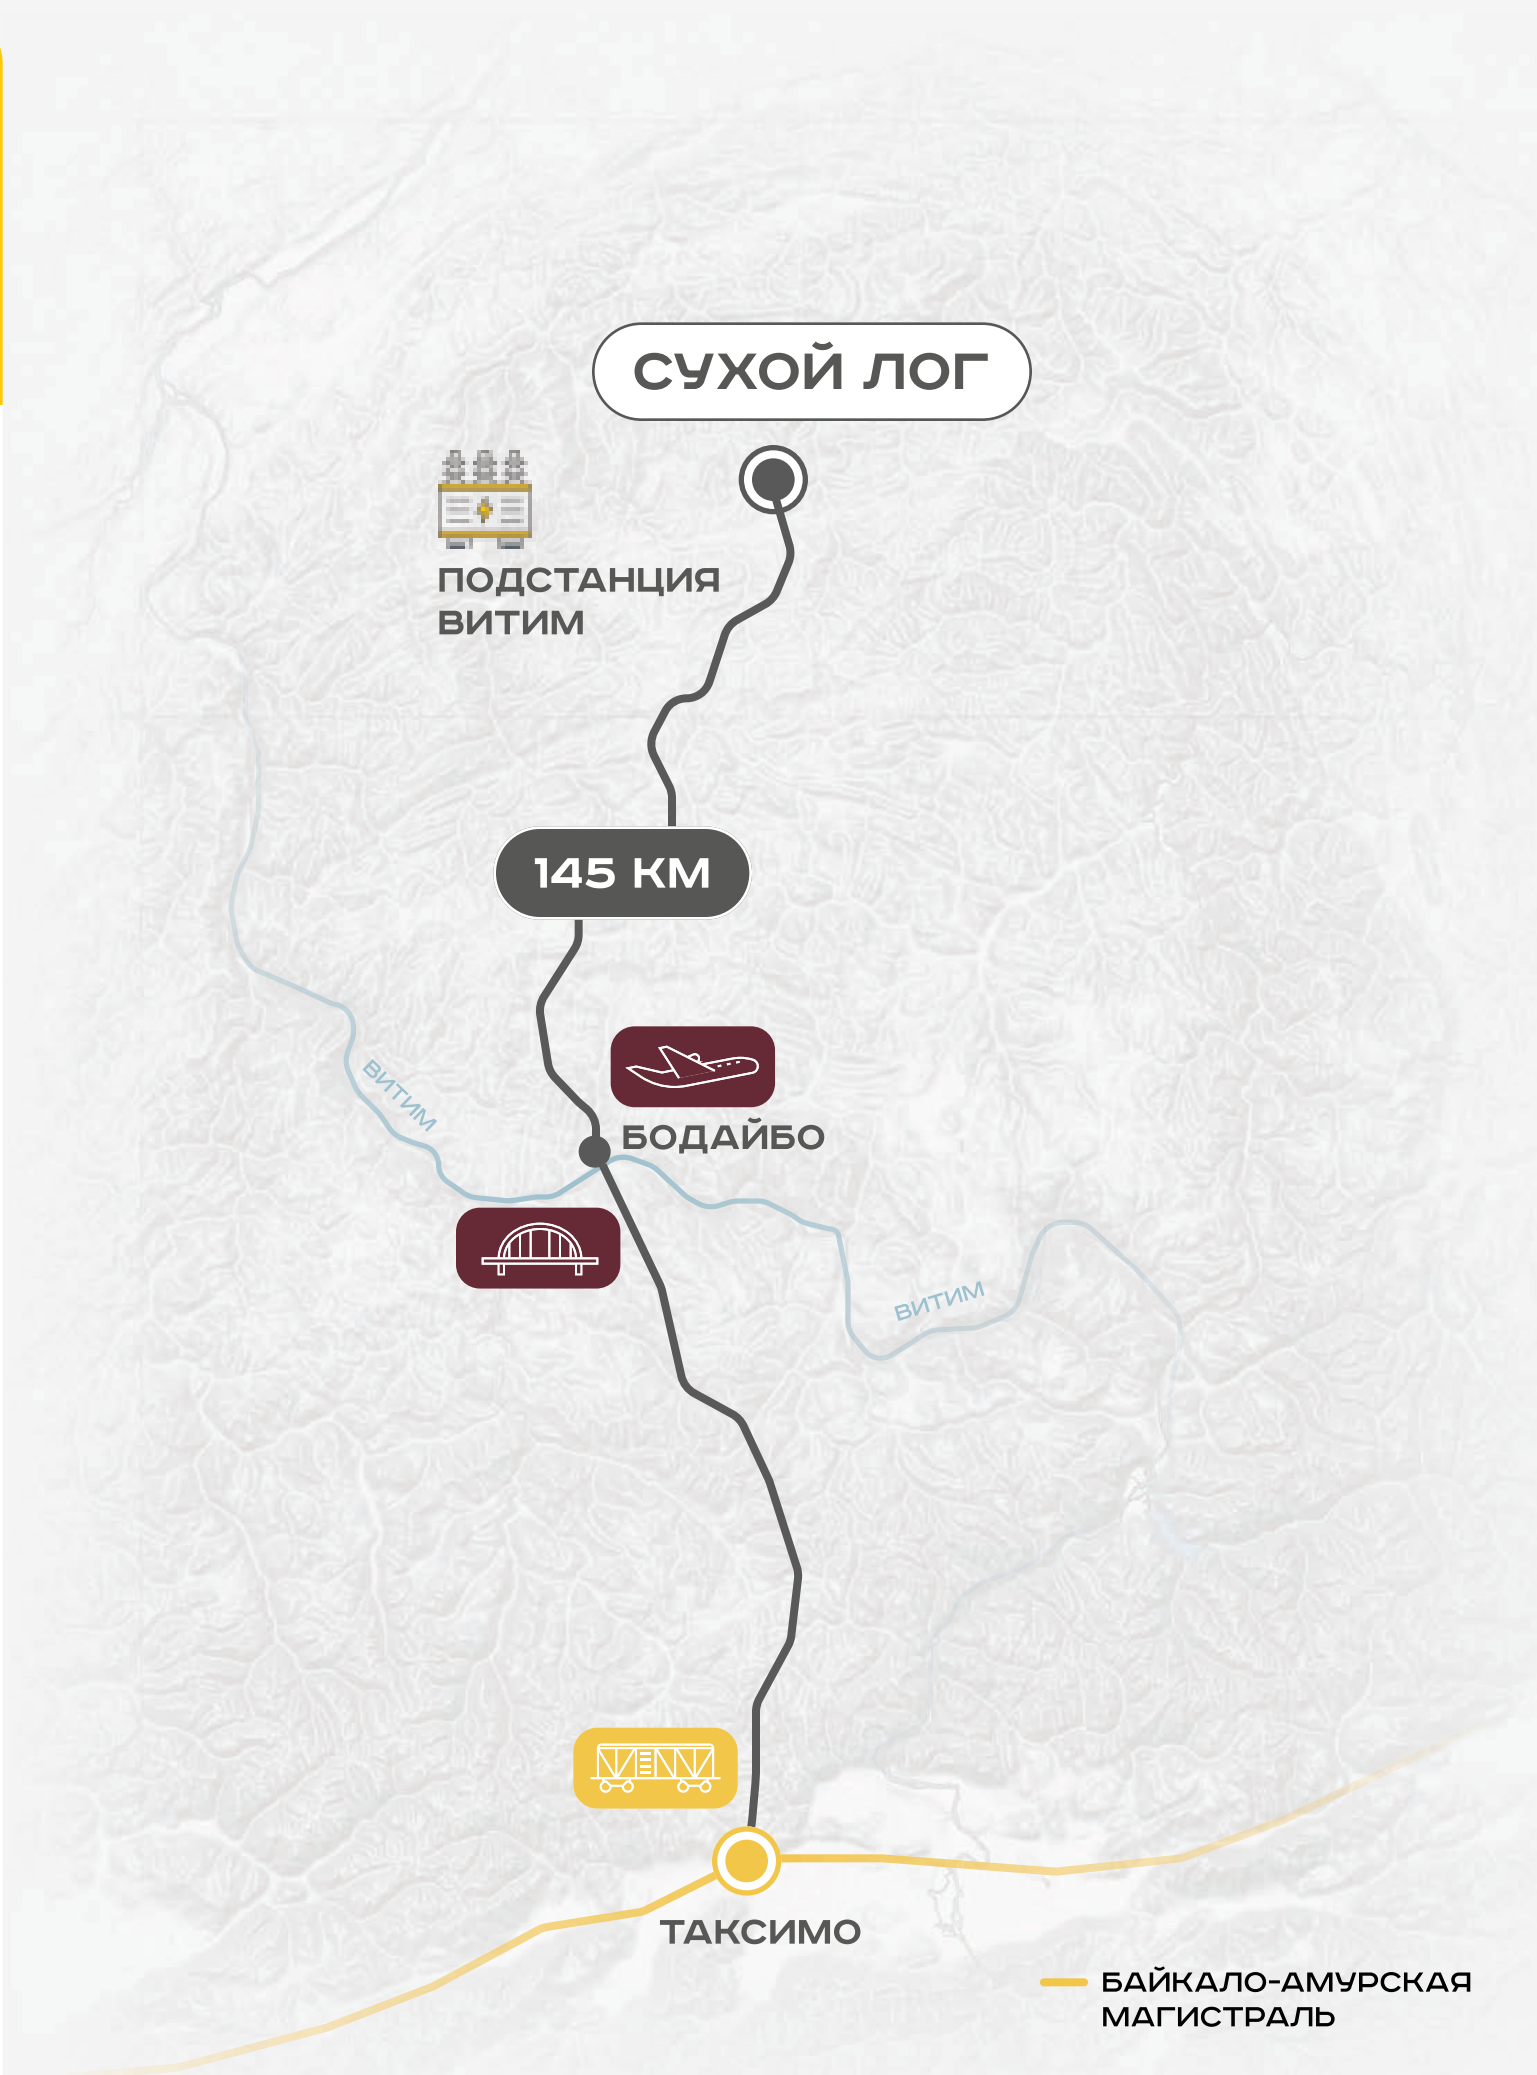 СУХОЙ ЛОГ
ПОДСТАНЦИЯ
ВИТИМ
145 КМ
ВИТИМ
БОДАЙБО
ВИТИМ
ТАКСИМО
БАЙКАЛО-АМУРСКАЯ
МАГИСТРАЛЬ